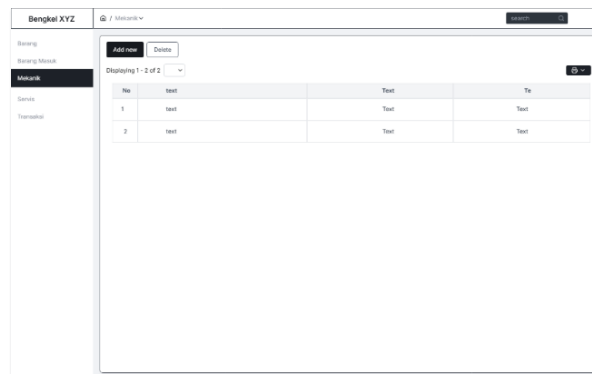 Bengkel XYZ
/ Mekanik
search
Barang
Barang Masuk
Mekanik
Servis
Transaksi
Add new
Delete
Displaying 1 - 2 of 2
No text Text Te
1 text Text Text
2 text Text Text